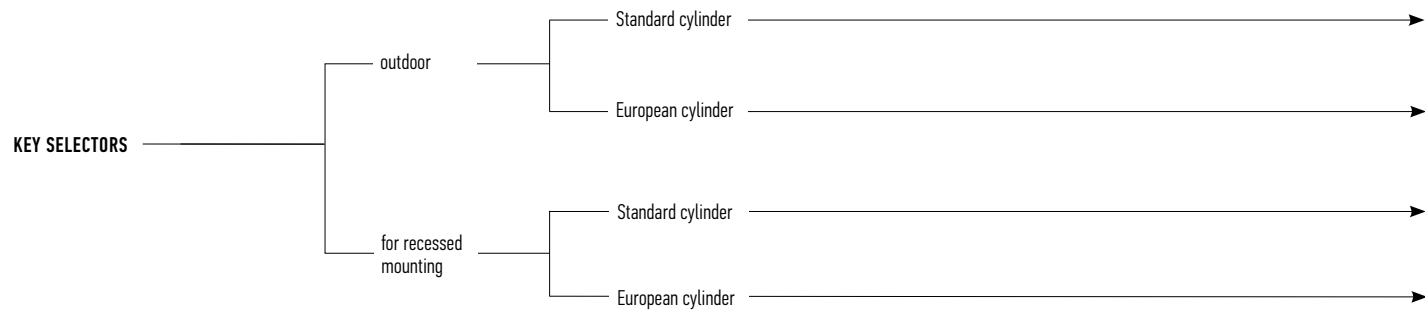 Standard cylinder
outdoor
European cylinder
KEY SELECTORS
Standard cylinder
for recessed
mounting
European cylinder